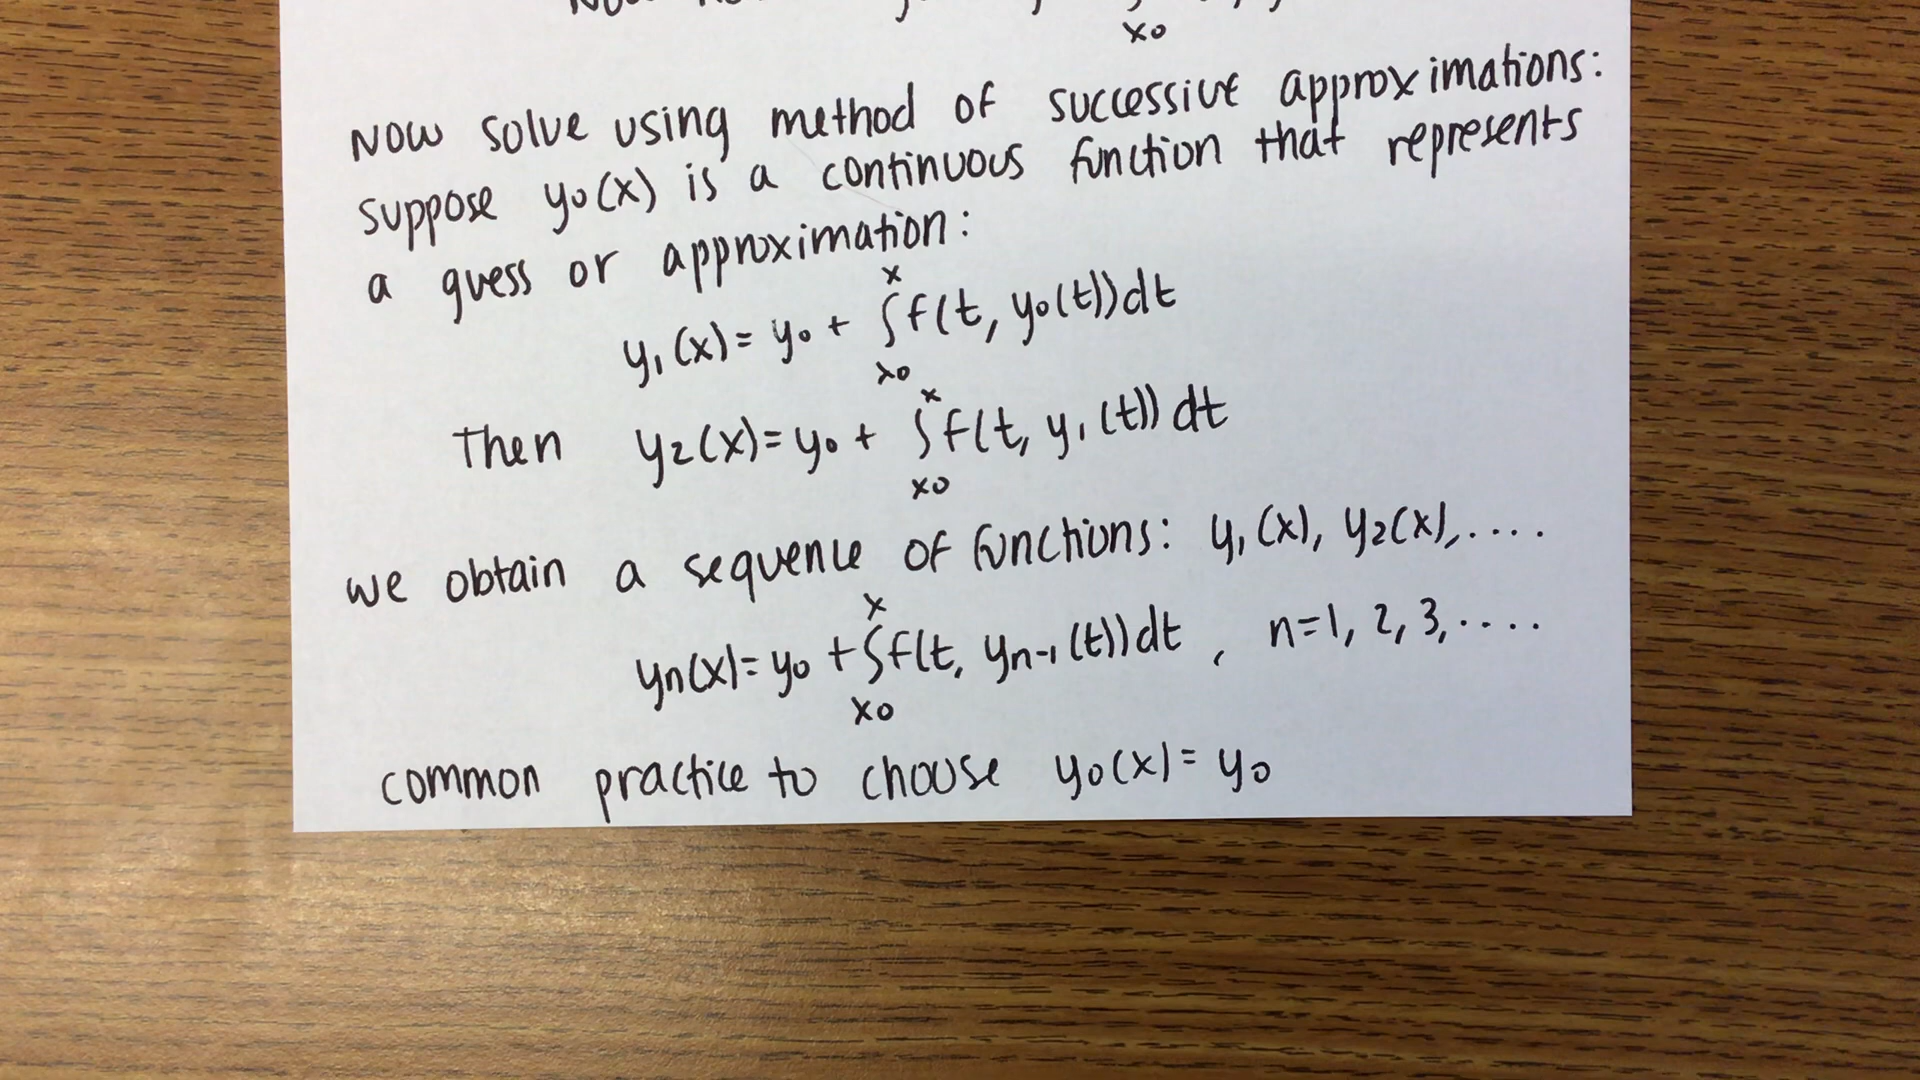 x0
Now solve using method of successive approximations:
suppose y0(x) is a continuous function that represents
a guess or approximation:
y1(x) = y0 + ∫_{x0}^{x} f(t, y0(t))dt
Then y2(x) = y0 + ∫_{x0}^{x} f(t, y1(t)) dt
we obtain a sequence of functions: y1(x), y2(x), ....
yn(x) = y0 + ∫_{x0}^{x} f(t, yn-1(t))dt , n=1, 2, 3, ....
common practice to choose y0(x) = y0